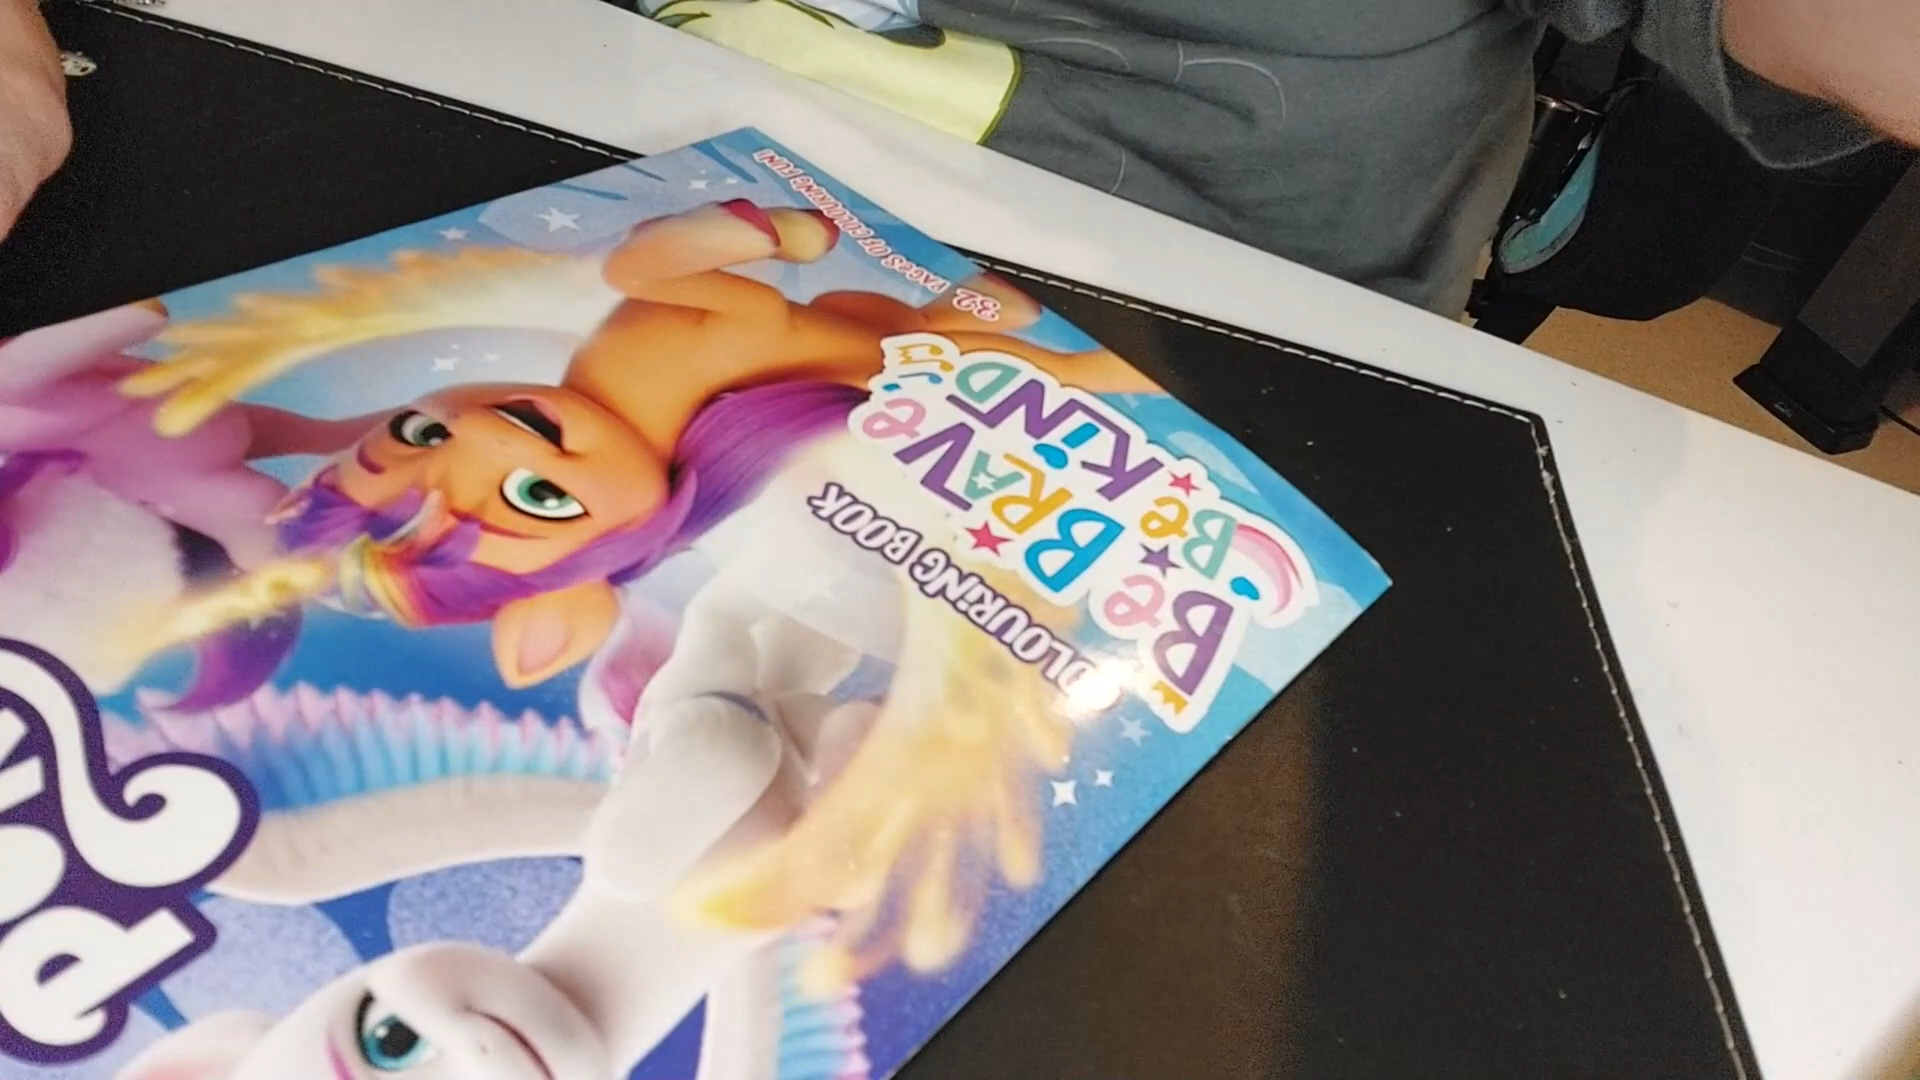 BE BRAVE
BE KIND
COLOURING BOOK
32 PAGES OF COLOURING FUN!